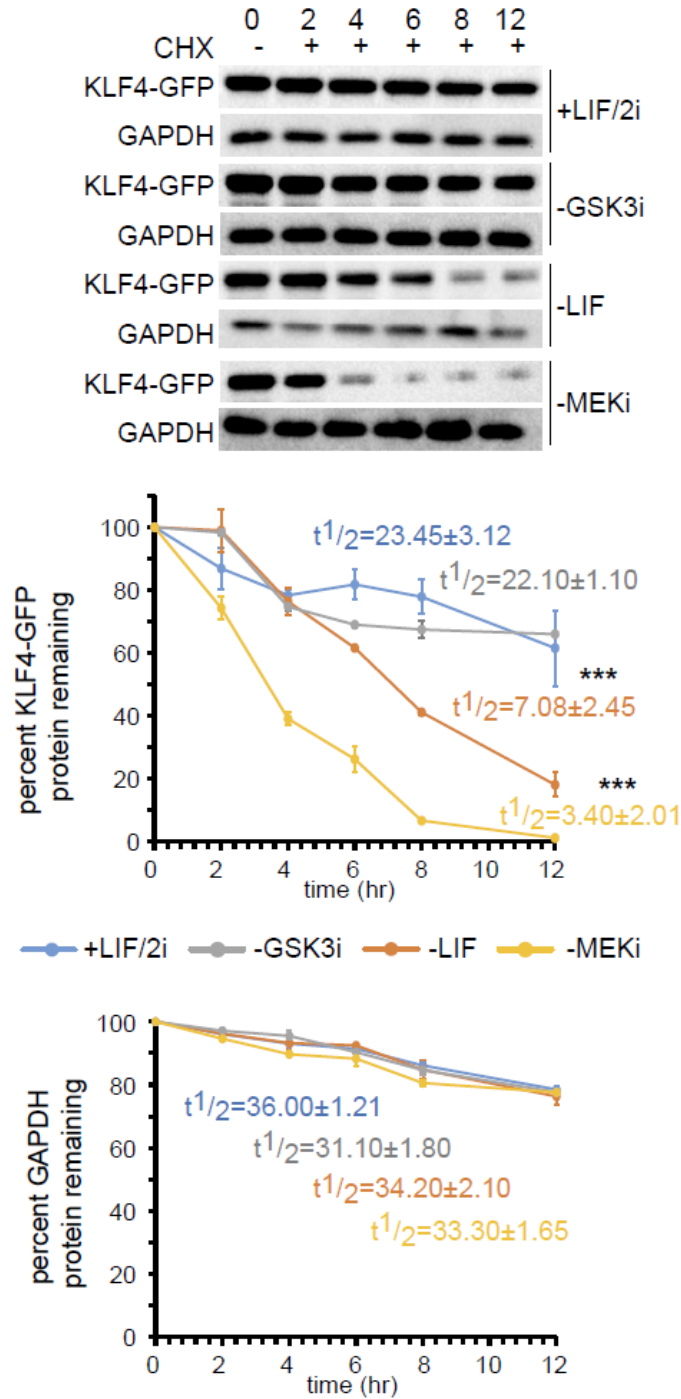 0 2 4 6 8 12
CHX - + + + + +
KLF4-GFP
GAPDH
+LIF/2i
KLF4-GFP
GAPDH
-GSK3i
KLF4-GFP
GAPDH
-LIF
KLF4-GFP
GAPDH
-MEKi
percent KLF4-GFP
protein remaining
100
80
60
40
20
0
t1/2=23.45±3.12
t1/2=22.10±1.10
***
t1/2=7.08±2.45
***
t1/2=3.40±2.01
0 2 4 6 8 10 12
time (hr)
+LIF/2i -GSK3i -LIF -MEKi
percent GAPDH
protein remaining
100
80
60
40
20
0
t1/2=36.00±1.21
t1/2=31.10±1.80
t1/2=34.20±2.10
t1/2=33.30±1.65
0 2 4 6 8 10 12
time (hr)